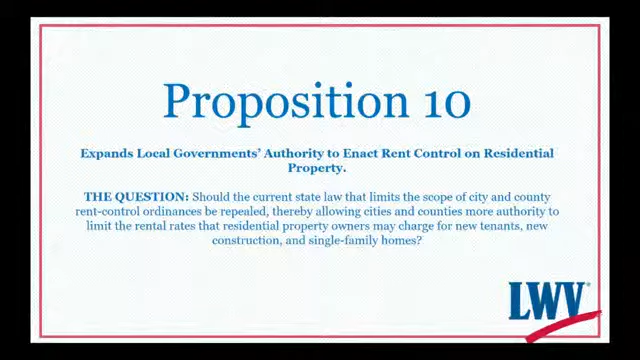 Proposition 10
Expands Local Governments' Authority to Enact Rent Control on Residential
Property.
THE QUESTION: Should the current state law that limits the scope of city and county
rent-control ordinances be repealed, thereby allowing cities and counties more authority to
limit the rental rates that residential property owners may charge for new tenants, new
construction, and single-family homes?
LWV